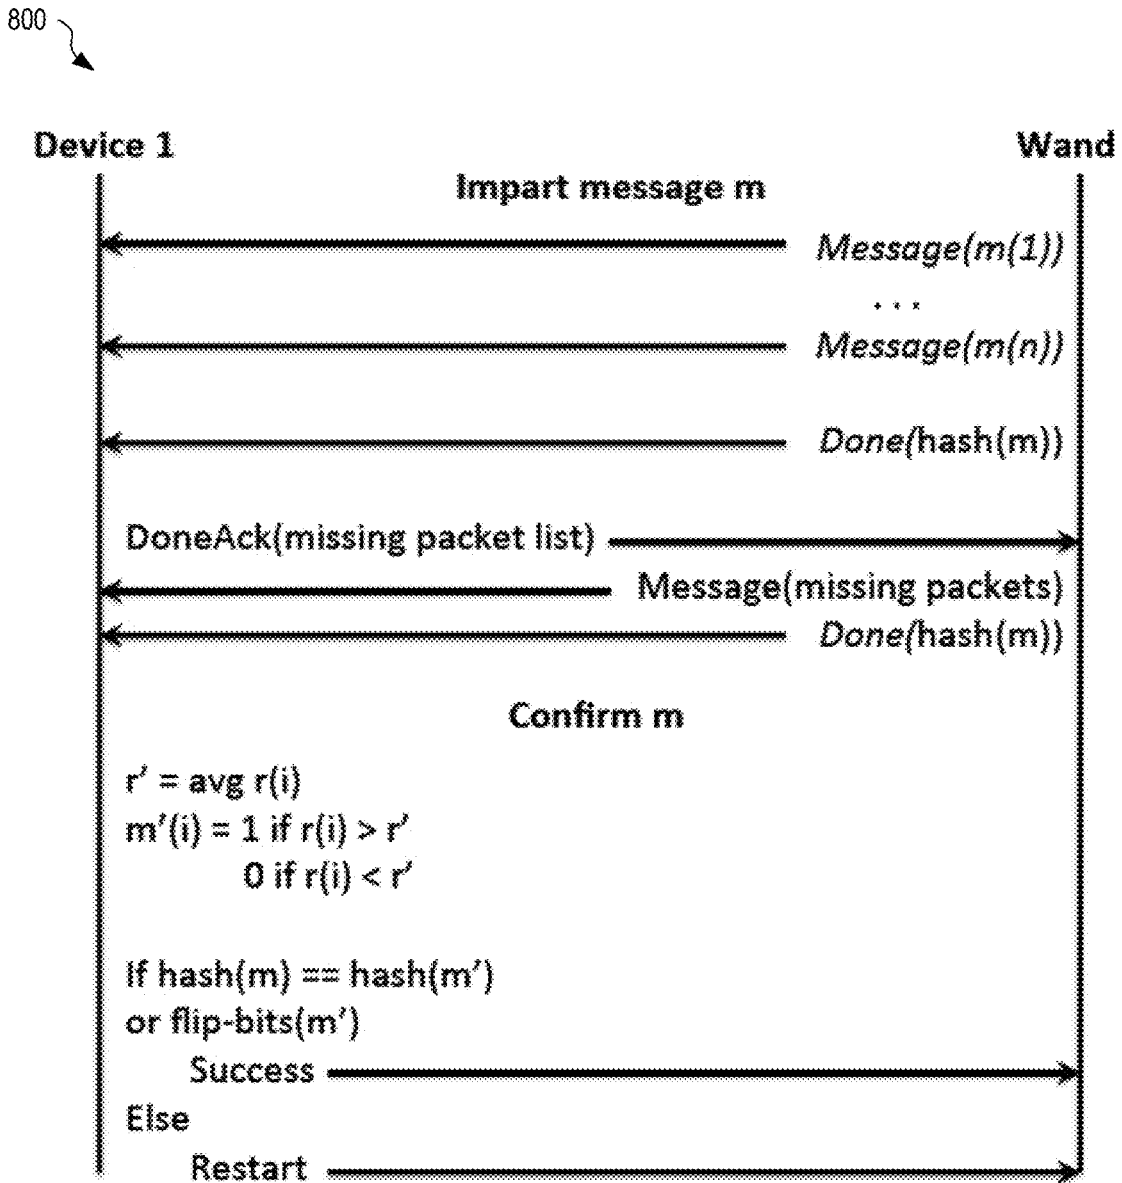 800
Device 1
Wand
Impart message m
Message(m(1))
...
Message(m(n))
Done(hash(m))
DoneAck(missing packet list)
Message(missing packets)
Done(hash(m))
Confirm m
r' = avg r(i)
m'(i) = 1 if r(i) > r'
0 if r(i) < r'
If hash(m) == hash(m')
or flip-bits(m')
Success
Else
Restart